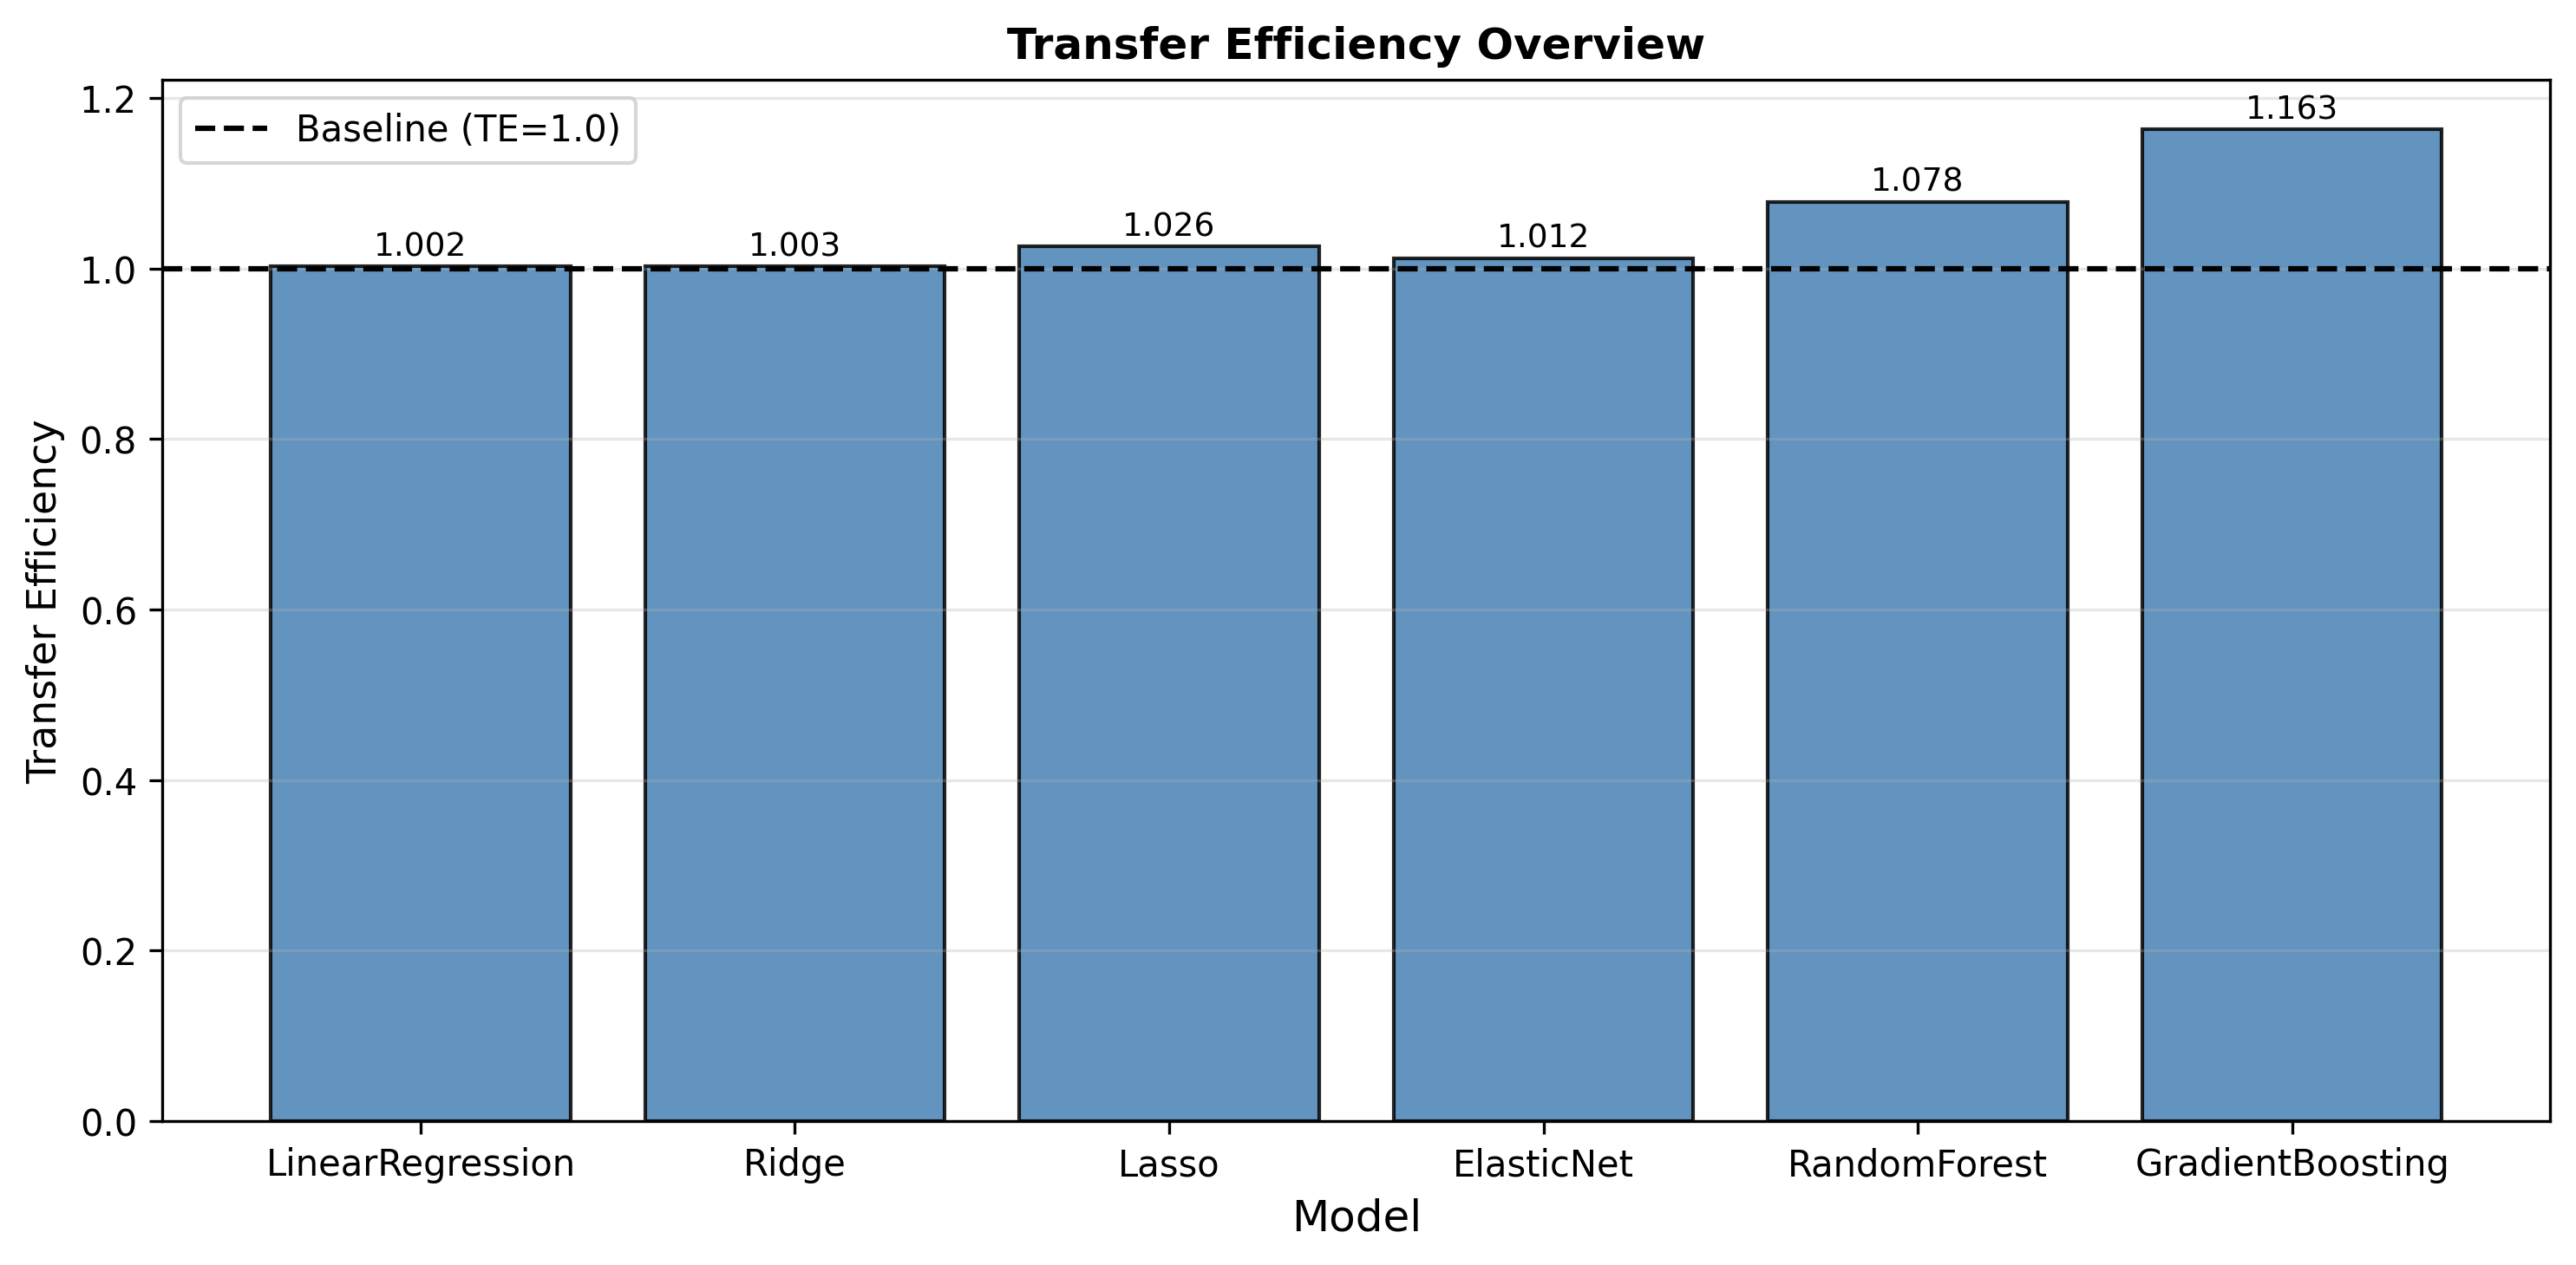 Transfer Efficiency Overview
Transfer Efficiency
1.2
1.0
0.8
0.6
0.4
0.2
0.0
Baseline (TE=1.0)
1.002
1.003
1.026
1.012
1.078
1.163
LinearRegression
Ridge
Lasso
ElasticNet
RandomForest
GradientBoosting
Model